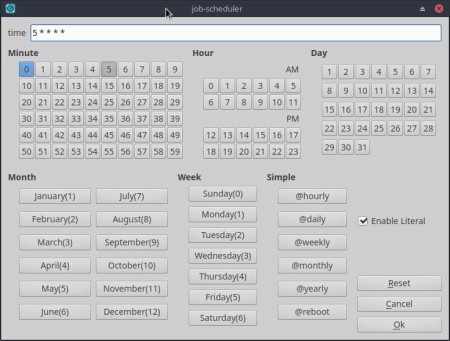 job-scheduler
time 5 * * * *
Minute Hour Day
0 1 2 3 4 5 6 7 8 9
10 11 12 13 14 15 16 17 18 19
20 21 22 23 24 25 26 27 28 29
30 31 32 33 34 35 36 37 38 39
40 41 42 43 44 45 46 47 48 49
50 51 52 53 54 55 56 57 58 59
AM
0 1 2 3 4 5
6 7 8 9 10 11
PM
12 13 14 15 16 17
18 19 20 21 22 23
1 2 3 4 5 6 7
8 9 10 11 12 13 14
15 16 17 18 19 20 21
22 23 24 25 26 27 28
29 30 31
Month Week Simple
January(1) July(7)
February(2) August(8)
March(3) September(9)
April(4) October(10)
May(5) November(11)
June(6) December(12)
Sunday(0)
Monday(1)
Tuesday(2)
Wednesday(3)
Thursday(4)
Friday(5)
Saturday(6)
@hourly
@daily
@weekly
@monthly
@yearly
@reboot
Enable Literal
Reset
Cancel
Ok